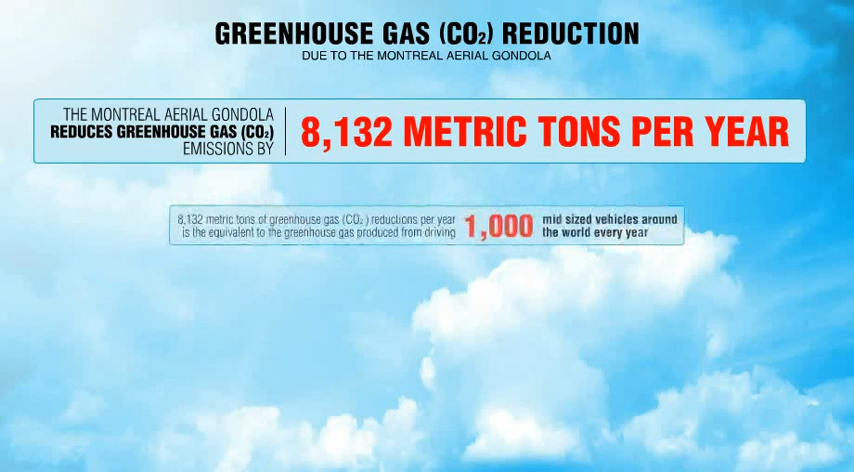 GREENHOUSE GAS (CO₂) REDUCTION
DUE TO THE MONTREAL AERIAL GONDOLA
THE MONTREAL AERIAL GONDOLA
REDUCES GREENHOUSE GAS (CO₂)
EMISSIONS BY
8,132 METRIC TONS PER YEAR
8,132 metric tons of greenhouse gas (CO₂) reductions per year
is the equivalent to the greenhouse gas produced from driving
1,000
mid sized vehicles around
the world every year